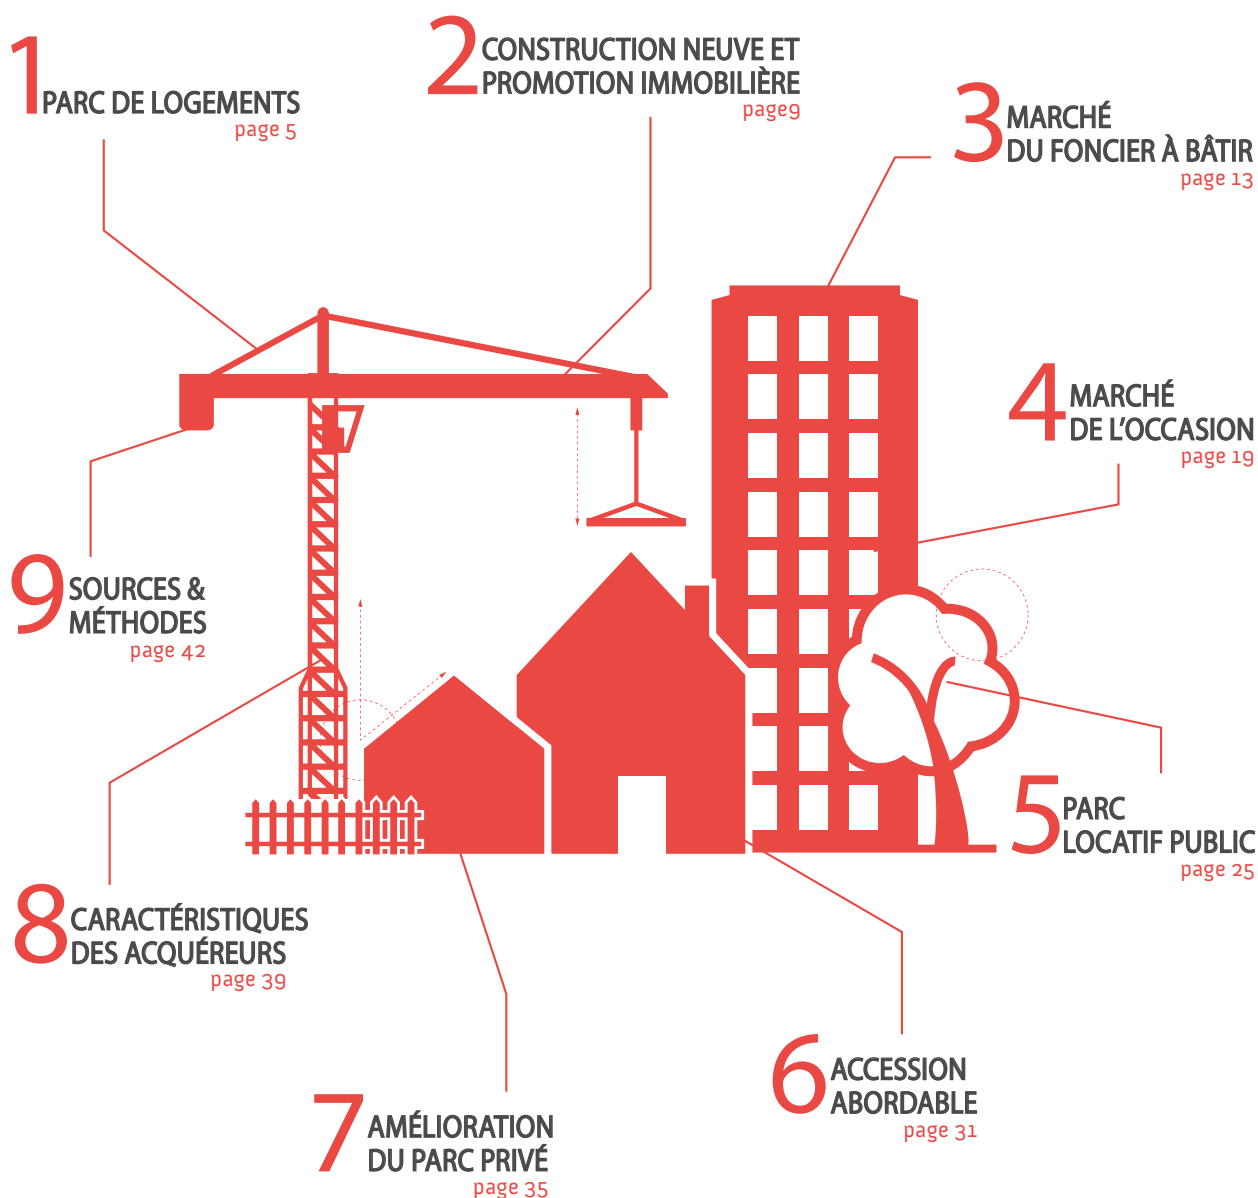 1 PARC DE LOGEMENTS
page 5
2 CONSTRUCTION NEUVE ET
PROMOTION IMMOBILIÈRE
page9
3 MARCHÉ
DU FONCIER À BÂTIR
page 13
4 MARCHÉ
DE L'OCCASION
page 19
5 PARC
LOCATIF PUBLIC
page 25
6 ACCESSION
ABORDABLE
page 31
7 AMÉLIORATION
DU PARC PRIVÉ
page 35
8 CARACTÉRISTIQUES
DES ACQUÉREURS
page 39
9 SOURCES &
MÉTHODES
page 42